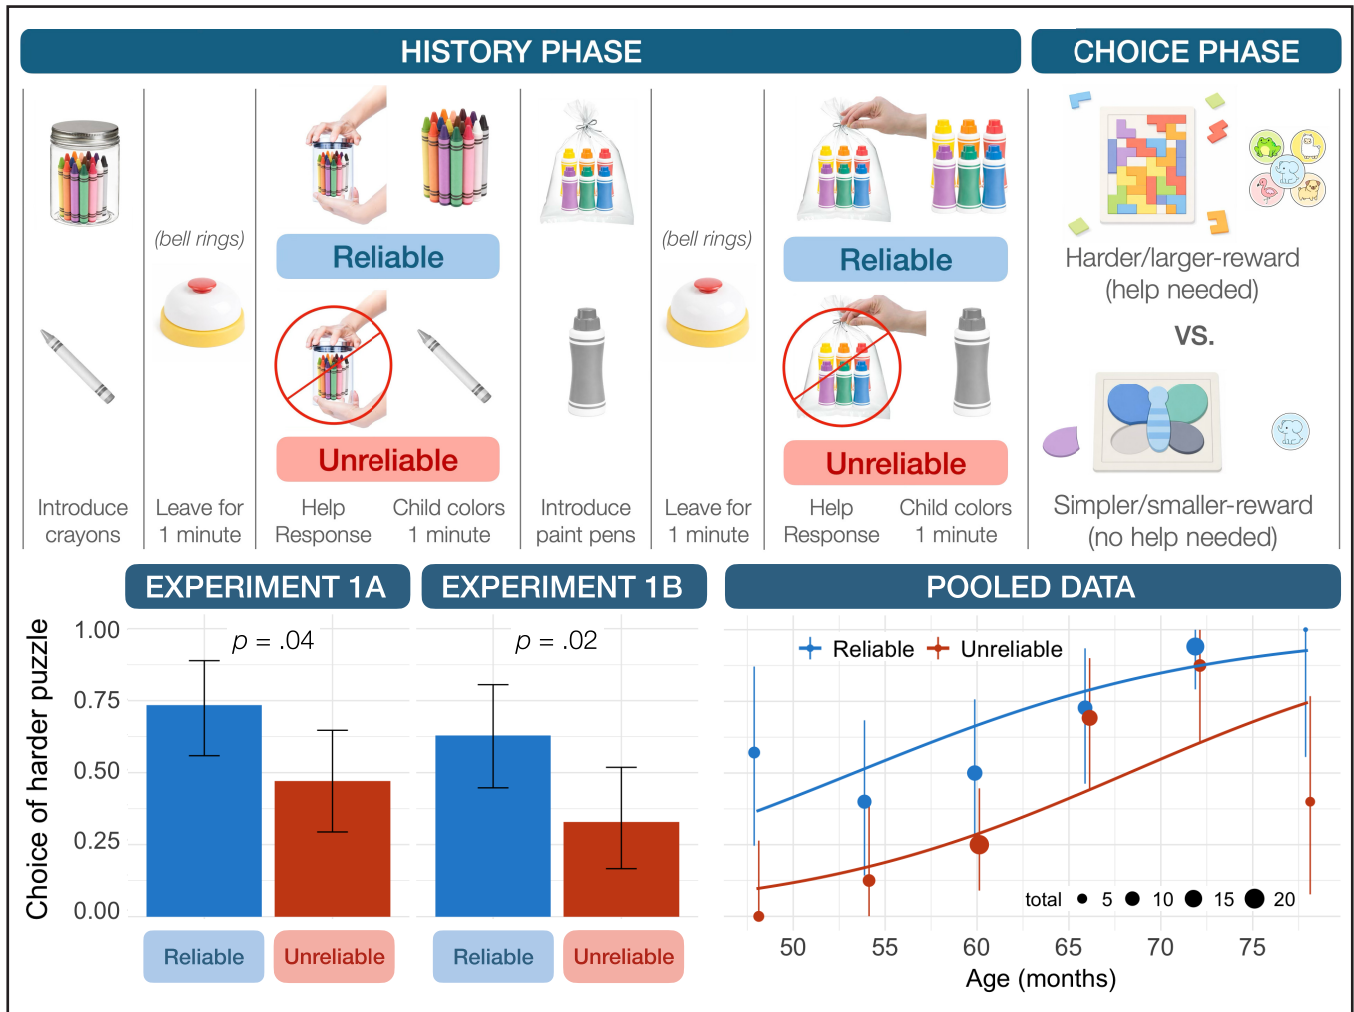 HISTORY PHASE
CHOICE PHASE
(bell rings)
Reliable
Unreliable
Introduce
crayons
Leave for
1 minute
Help
Response
Child colors
1 minute
Introduce
paint pens
(bell rings)
Leave for
1 minute
Reliable
Unreliable
Help
Response
Child colors
1 minute
Harder/larger-reward
(help needed)
VS.
Simpler/smaller-reward
(no help needed)
EXPERIMENT 1A
EXPERIMENT 1B
POOLED DATA
Choice of harder puzzle
1.00
0.75
0.50
0.25
0.00
p = .04
Reliable
Unreliable
p = .02
Reliable
Unreliable
Reliable
Unreliable
total 5 10 15 20
50 55 60 65 70 75
Age (months)